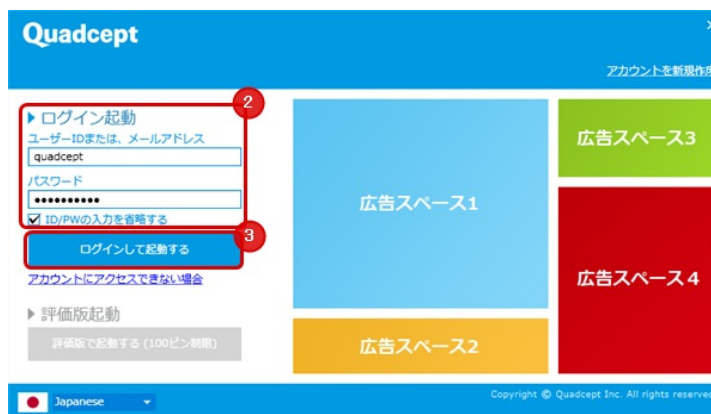 Quadcept
アカウントを新規作成
2
ログイン起動
ユーザーIDまたは、メールアドレス
quadcept
パスワード
ID/PWの入力を省略する
3
ログインして起動する
アカウントにアクセスできない場合
評価版起動
評価版で起動する (100ピン制限)
広告スペース1
広告スペース2
広告スペース3
広告スペース4
Japanese
Copyright © Quadcept Inc. All rights reserved